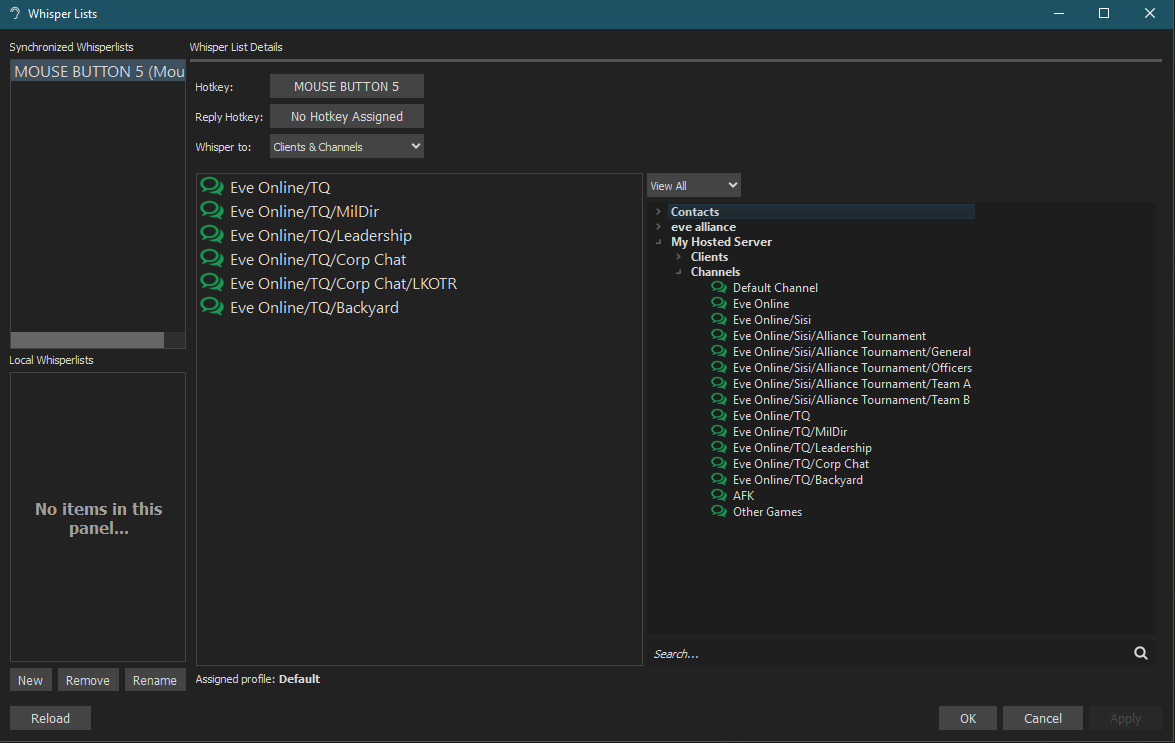 Whisper Lists
Synchronized Whisperlists
MOUSE BUTTON 5 (Mou
Local Whisperlists
No items in this
panel...
New Remove Rename
Reload
Whisper List Details
Hotkey: MOUSE BUTTON 5
Reply Hotkey: No Hotkey Assigned
Whisper to: Clients & Channels
Eve Online/TQ
Eve Online/TQ/MilDir
Eve Online/TQ/Leadership
Eve Online/TQ/Corp Chat
Eve Online/TQ/Corp Chat/LKOTR
Eve Online/TQ/Backyard
Assigned profile: Default
View All
Contacts
eve alliance
My Hosted Server
Clients
Channels
Default Channel
Eve Online
Eve Online/Sisi
Eve Online/Sisi/Alliance Tournament
Eve Online/Sisi/Alliance Tournament/General
Eve Online/Sisi/Alliance Tournament/Officers
Eve Online/Sisi/Alliance Tournament/Team A
Eve Online/Sisi/Alliance Tournament/Team B
Eve Online/TQ
Eve Online/TQ/MilDir
Eve Online/TQ/Leadership
Eve Online/TQ/Corp Chat
Eve Online/TQ/Backyard
AFK
Other Games
Search...
OK Cancel Apply